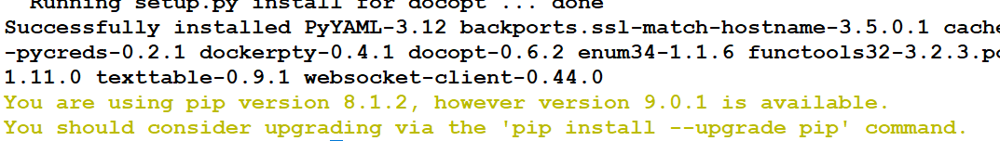 Running setup.py install for docopt ... done
Successfully installed PyYAML-3.12 backports.ssl-match-hostname-3.5.0.1
-pycreds-0.2.1 dockerpty-0.4.1 docopt-0.6.2 enum34-1.1.6 functools32-3.2.3.
1.11.0 texttable-0.9.1 websocket-client-0.44.0
You are using pip version 8.1.2, however version 9.0.1 is available.
You should consider upgrading via the 'pip install --upgrade pip' command.